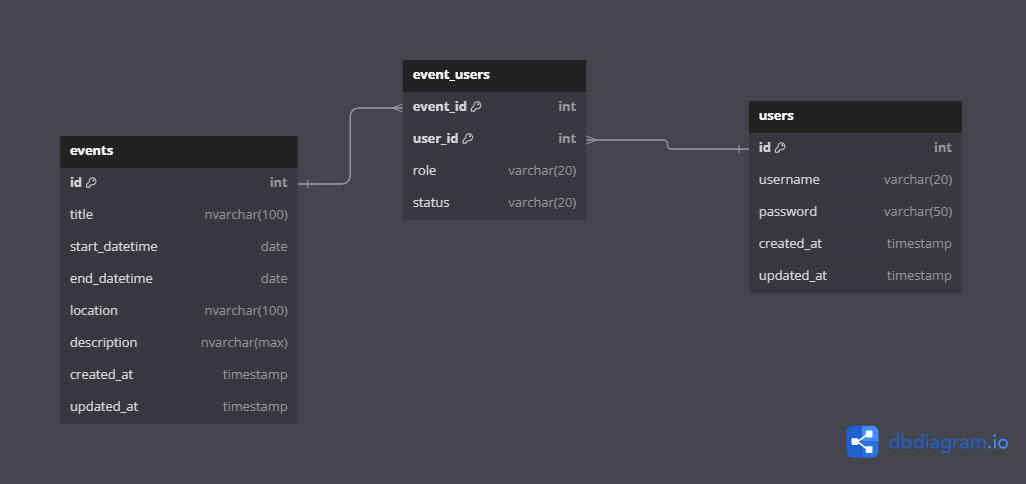 event_users
event_id int
user_id int
role varchar(20)
status varchar(20)
users
id int
username varchar(20)
password varchar(50)
created_at timestamp
updated_at timestamp
events
id int
title nvarchar(100)
start_datetime date
end_datetime date
location nvarchar(100)
description nvarchar(max)
created_at timestamp
updated_at timestamp
dbdiagram.io